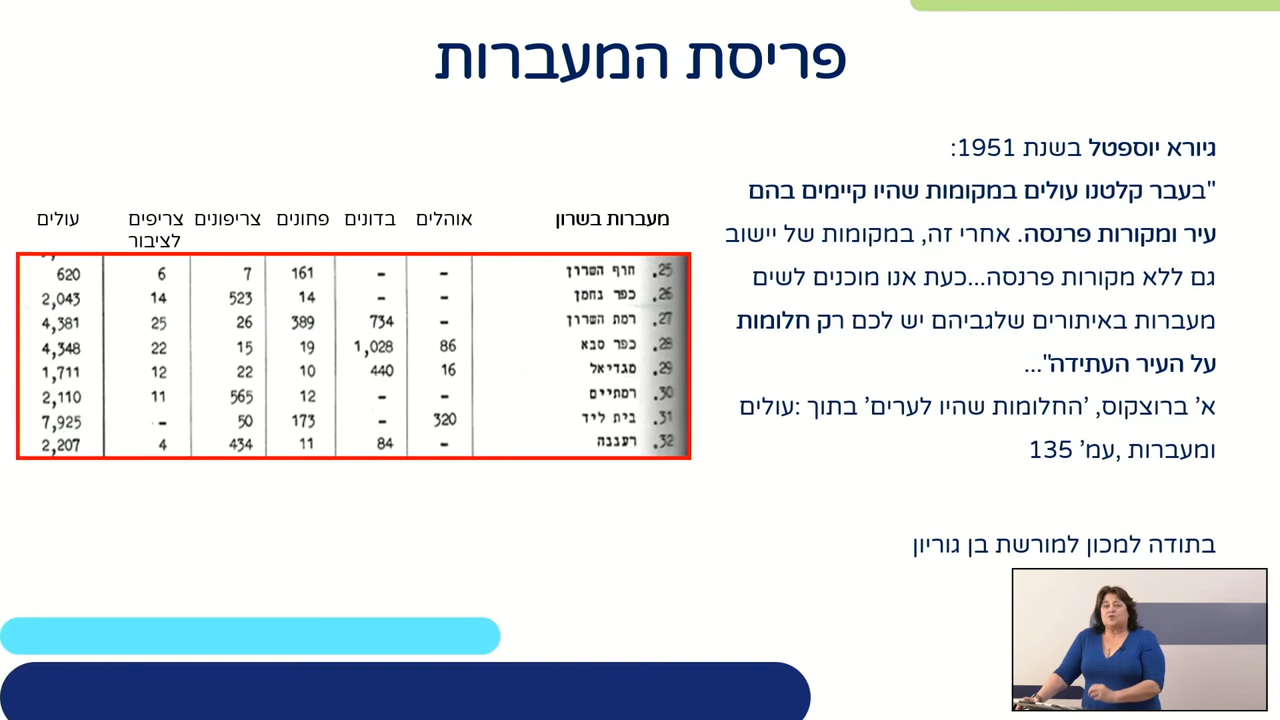 פריסת המעברות
גיורא יוספטל בשנת 1951:
"בעבר קלטנו עולים במקומות שהיו קיימים בהם
עיר ומקורות פרנסה. אחרי זה, במקומות של יישוב
גם ללא מקורות פרנסה...כעת אנו מוכנים לשים
מעברות באיתורים שלגביהם יש לכם רק חלומות
על העיר העתידה"...
א' ברוצקוס, 'החלומות שהיו לערים' בתוך :עולים
ומעברות ,עמ' 135
בתודה למכון למורשת בן גוריון
מעברות בשרון אוהלים בדונים פחונים צריפונים צריפים לציבור עולים
25. חוף השרון - - 161 7 6 620
26. כפר נחמן - - 14 523 14 2,043
27. רמת השרון - 734 389 26 25 4,381
28. כפר סבא 86 1,028 19 15 22 4,348
29. מגדיאל 16 440 10 22 12 1,711
30. רמתיים - - 12 565 11 2,110
31. בית ליד 320 - 173 50 - 7,925
32. רעננה - 84 11 434 4 2,207